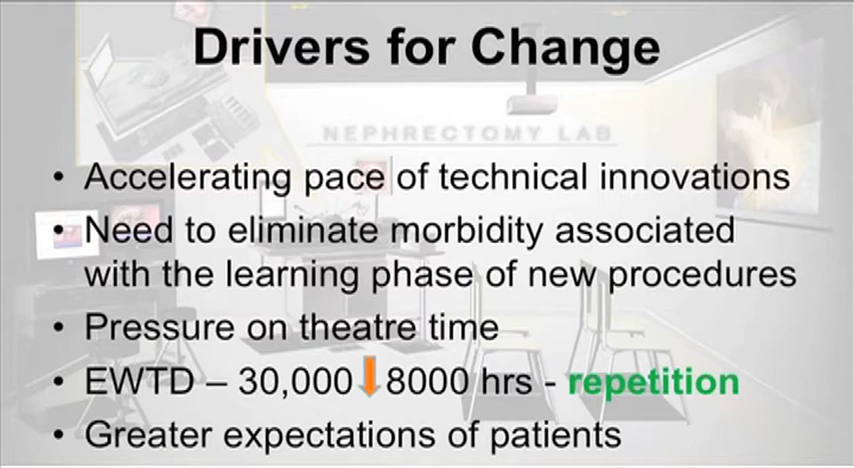 Drivers for Change
NEPHRECTOMY LAB
• Accelerating pace of technical innovations
• Need to eliminate morbidity associated
with the learning phase of new procedures
• Pressure on theatre time
• EWTD – 30,000 8000 hrs - repetition
• Greater expectations of patients